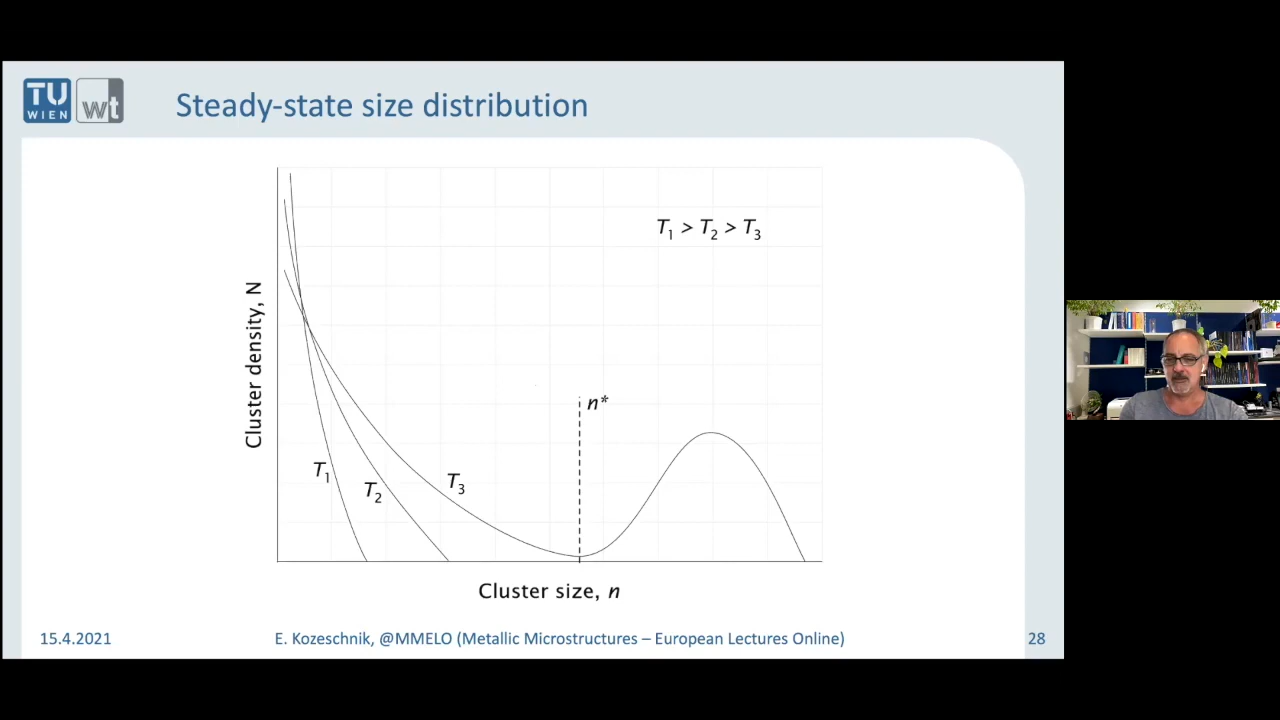 TU
WIEN
wt
Steady-state size distribution
T1 > T2 > T3
Cluster density, N
n*
T1
T2
T3
Cluster size, n
15.4.2021
E. Kozeschnik, @MMELO (Metallic Microstructures – European Lectures Online)
28